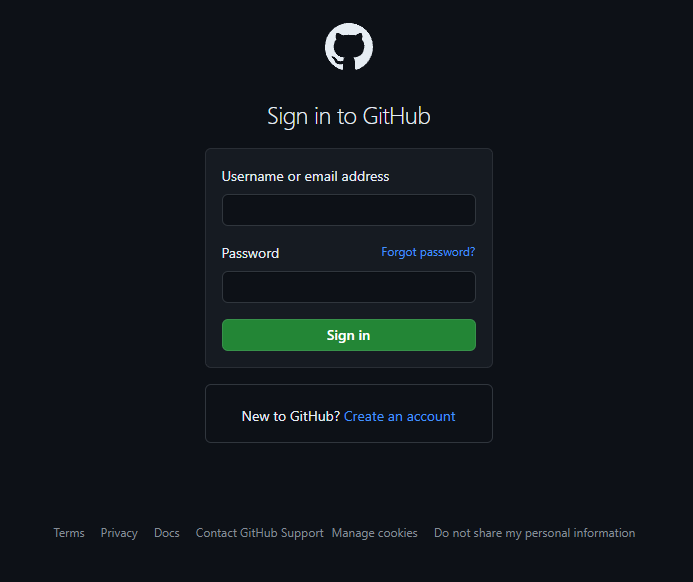 Sign in to GitHub
Username or email address
Password Forgot password?
Sign in
New to GitHub? Create an account
Terms Privacy Docs Contact GitHub Support Manage cookies Do not share my personal information